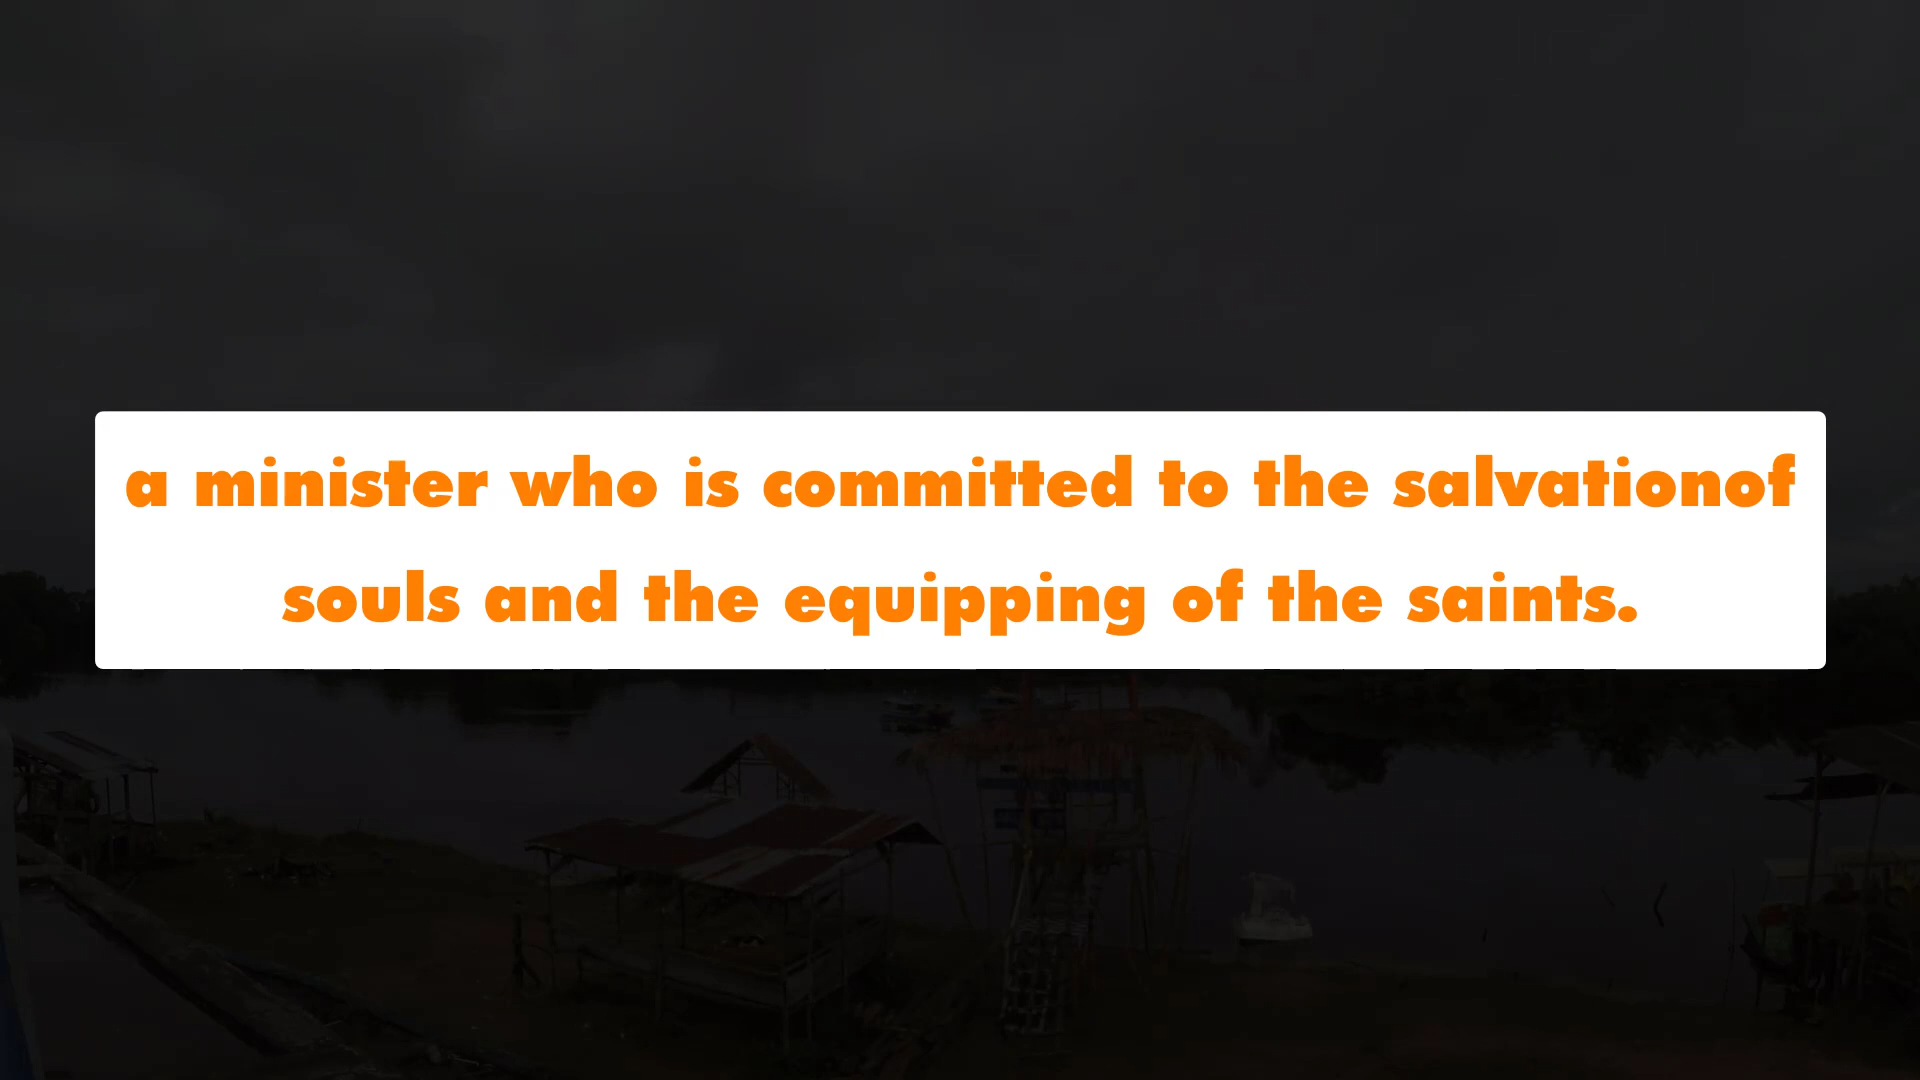 a minister who is committed to the salvationof
souls and the equipping of the saints.